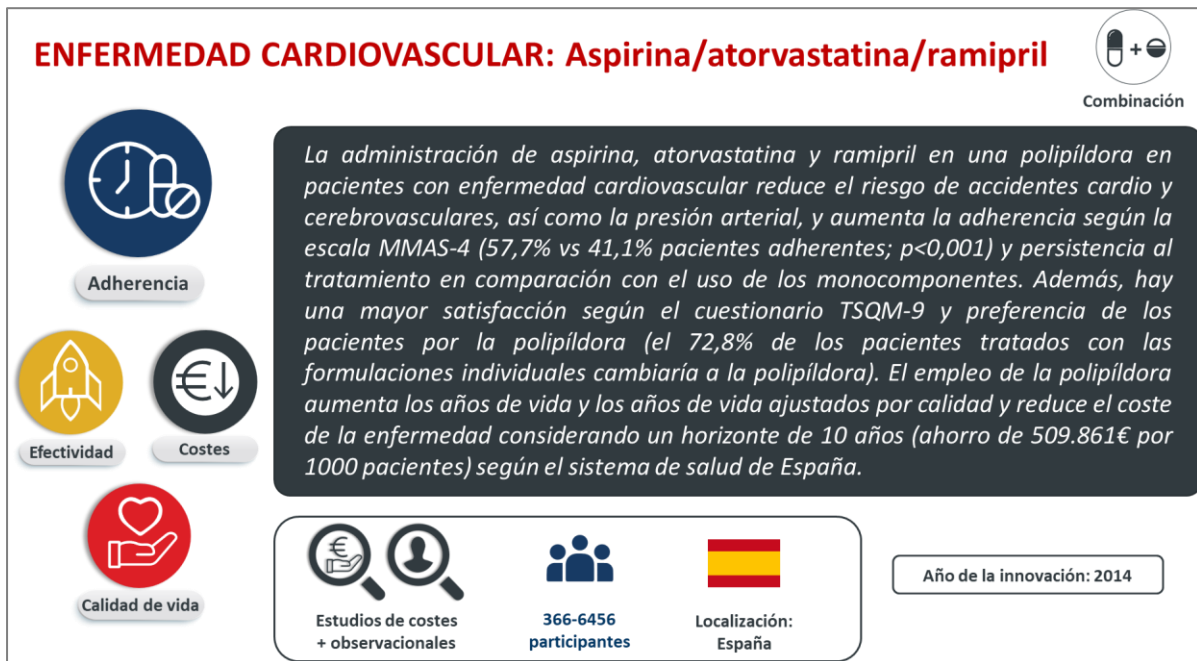 ENFERMEDAD CARDIOVASCULAR: Aspirina/atorvastatina/ramipril
Combinación
Adherencia
Efectividad
Costes
Calidad de vida
La administración de aspirina, atorvastatina y ramipril en una polipíldora en
pacientes con enfermedad cardiovascular reduce el riesgo de accidentes cardio y
cerebrovasculares, así como la presión arterial, y aumenta la adherencia según la
escala MMAS-4 (57,7% vs 41,1% pacientes adherentes; p<0,001) y persistencia al
tratamiento en comparación con el uso de los monocomponentes. Además, hay
una mayor satisfacción según el cuestionario TSQM-9 y preferencia de los
pacientes por la polipíldora (el 72,8% de los pacientes tratados con las
formulaciones individuales cambiaría a la polipíldora). El empleo de la polipíldora
aumenta los años de vida y los años de vida ajustados por calidad y reduce el coste
de la enfermedad considerando un horizonte de 10 años (ahorro de 509.861€ por
1000 pacientes) según el sistema de salud de España.
Estudios de costes
+ observacionales
366-6456
participantes
Localización:
España
Año de la innovación: 2014